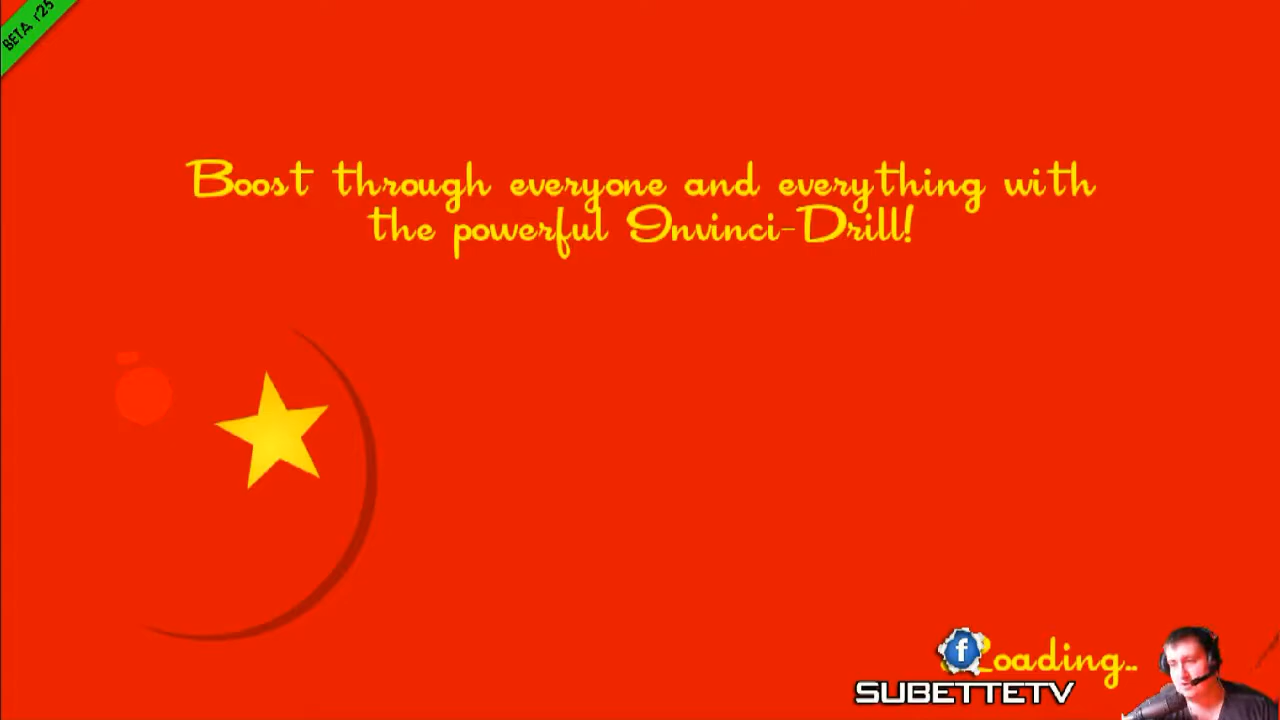 BETA r25
Boost through everyone and everything with
the powerful Invinci-Drill!
f Loading..
SUBETTETV